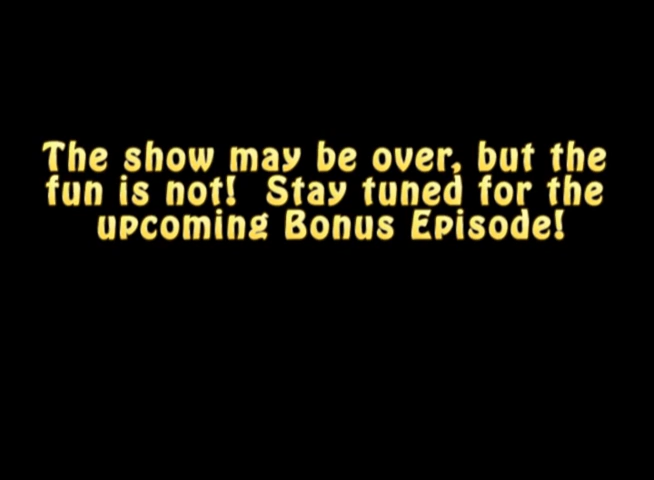 The show may be over, but the
fun is not!  Stay tuned for the
upcoming Bonus Episode!